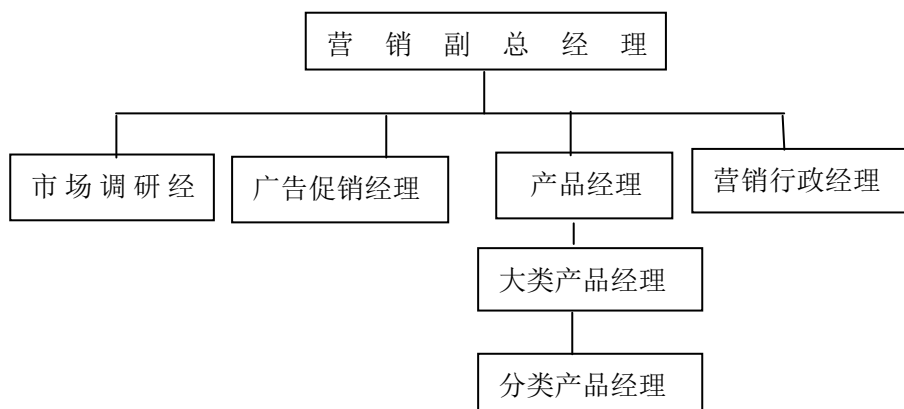 营销副总经理
市场调研经
广告促销经理
产品经理
营销行政经理
大类产品经理
分类产品经理